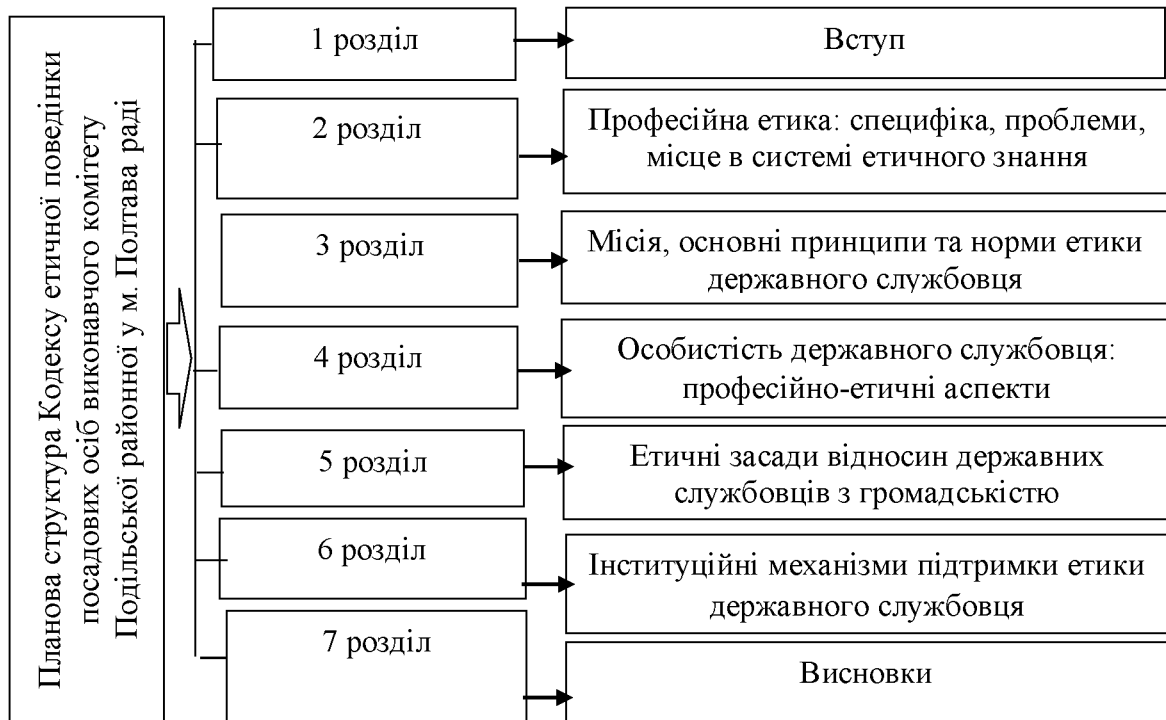 Планова структура Кодексу етичної поведінки
посадових осіб виконавчого комітету
Подільської районної у м. Полтава раді
1 розділ
Вступ
2 розділ
Професійна етика: специфіка, проблеми,
місце в системі етичного знання
3 розділ
Місія, основні принципи та норми етики
державного службовця
4 розділ
Особистість державного службовця:
професійно-етичні аспекти
5 розділ
Етичні засади відносин державних
службовців з громадськістю
6 розділ
Інституційні механізми підтримки етики
державного службовця
7 розділ
Висновки